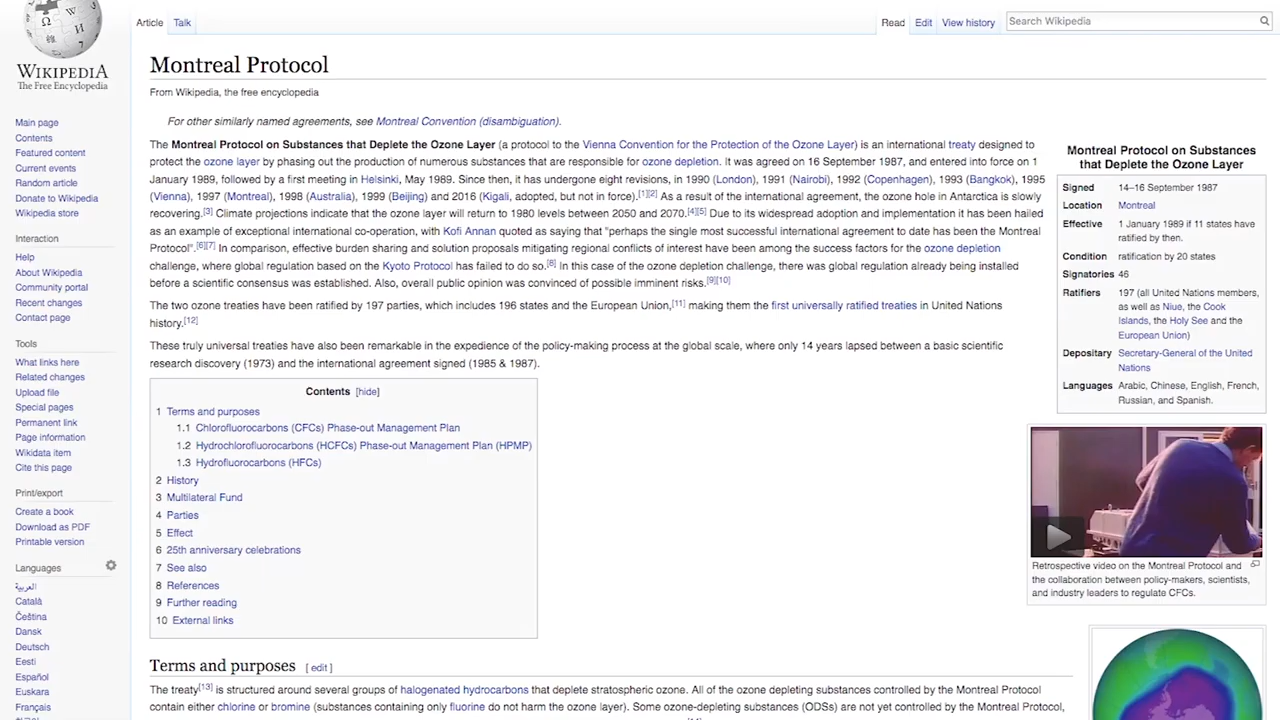 Article
Talk
Read
Edit
View history
Search Wikipedia
WIKIPEDIA
The Free Encyclopedia
Main page
Contents
Featured content
Current events
Random article
Donate to Wikipedia
Wikipedia store
Interaction
Help
About Wikipedia
Community portal
Recent changes
Contact page
Tools
What links here
Related changes
Upload file
Special pages
Permanent link
Page information
Wikidata item
Cite this page
Print/export
Create a book
Download as PDF
Printable version
Languages
العربية
Català
Čeština
Dansk
Deutsch
Eesti
Español
Euskara
Français
Montreal Protocol
From Wikipedia, the free encyclopedia
For other similarly named agreements, see Montreal Convention (disambiguation).
The Montreal Protocol on Substances that Deplete the Ozone Layer (a protocol to the Vienna Convention for the Protection of the Ozone Layer) is an international treaty designed to
protect the ozone layer by phasing out the production of numerous substances that are responsible for ozone depletion. It was agreed on 16 September 1987, and entered into force on 1
January 1989, followed by a first meeting in Helsinki, May 1989. Since then, it has undergone eight revisions, in 1990 (London), 1991 (Nairobi), 1992 (Copenhagen), 1993 (Bangkok), 1995
(Vienna), 1997 (Montreal), 1998 (Australia), 1999 (Beijing) and 2016 (Kigali, adopted, but not in force).[1][2] As a result of the international agreement, the ozone hole in Antarctica is slowly
recovering.[3] Climate projections indicate that the ozone layer will return to 1980 levels between 2050 and 2070.[4][5] Due to its widespread adoption and implementation it has been hailed
as an example of exceptional international co-operation, with Kofi Annan quoted as saying that "perhaps the single most successful international agreement to date has been the Montreal
Protocol".[6][7] In comparison, effective burden sharing and solution proposals mitigating regional conflicts of interest have been among the success factors for the ozone depletion
challenge, where global regulation based on the Kyoto Protocol has failed to do so.[8] In this case of the ozone depletion challenge, there was global regulation already being installed
before a scientific consensus was established. Also, overall public opinion was convinced of possible imminent risks.[9][10]
The two ozone treaties have been ratified by 197 parties, which includes 196 states and the European Union,[11] making them the first universally ratified treaties in United Nations
history.[12]
These truly universal treaties have also been remarkable in the expedience of the policy-making process at the global scale, where only 14 years lapsed between a basic scientific
research discovery (1973) and the international agreement signed (1985 & 1987).
Contents [hide]
1 Terms and purposes
1.1 Chlorofluorocarbons (CFCs) Phase-out Management Plan
1.2 Hydrochlorofluorocarbons (HCFCs) Phase-out Management Plan (HPMP)
1.3 Hydrofluorocarbons (HFCs)
2 History
3 Multilateral Fund
4 Parties
5 Effect
6 25th anniversary celebrations
7 See also
8 References
9 Further reading
10 External links
Terms and purposes [ edit ]
The treaty[13] is structured around several groups of halogenated hydrocarbons that deplete stratospheric ozone. All of the ozone depleting substances controlled by the Montreal Protocol
contain either chlorine or bromine (substances containing only fluorine do not harm the ozone layer). Some ozone-depleting substances (ODSs) are not yet controlled by the Montreal Protocol,
Montreal Protocol on Substances
that Deplete the Ozone Layer
Signed 14–16 September 1987
Location Montreal
Effective 1 January 1989 if 11 states have
ratified by then.
Condition ratification by 20 states
Signatories 46
Ratifiers 197 (all United Nations members,
as well as Niue, the Cook
Islands, the Holy See and the
European Union)
Depositary Secretary-General of the United
Nations
Languages Arabic, Chinese, English, French,
Russian, and Spanish.
Retrospective video on the Montreal Protocol and
the collaboration between policy-makers, scientists,
and industry leaders to regulate CFCs.